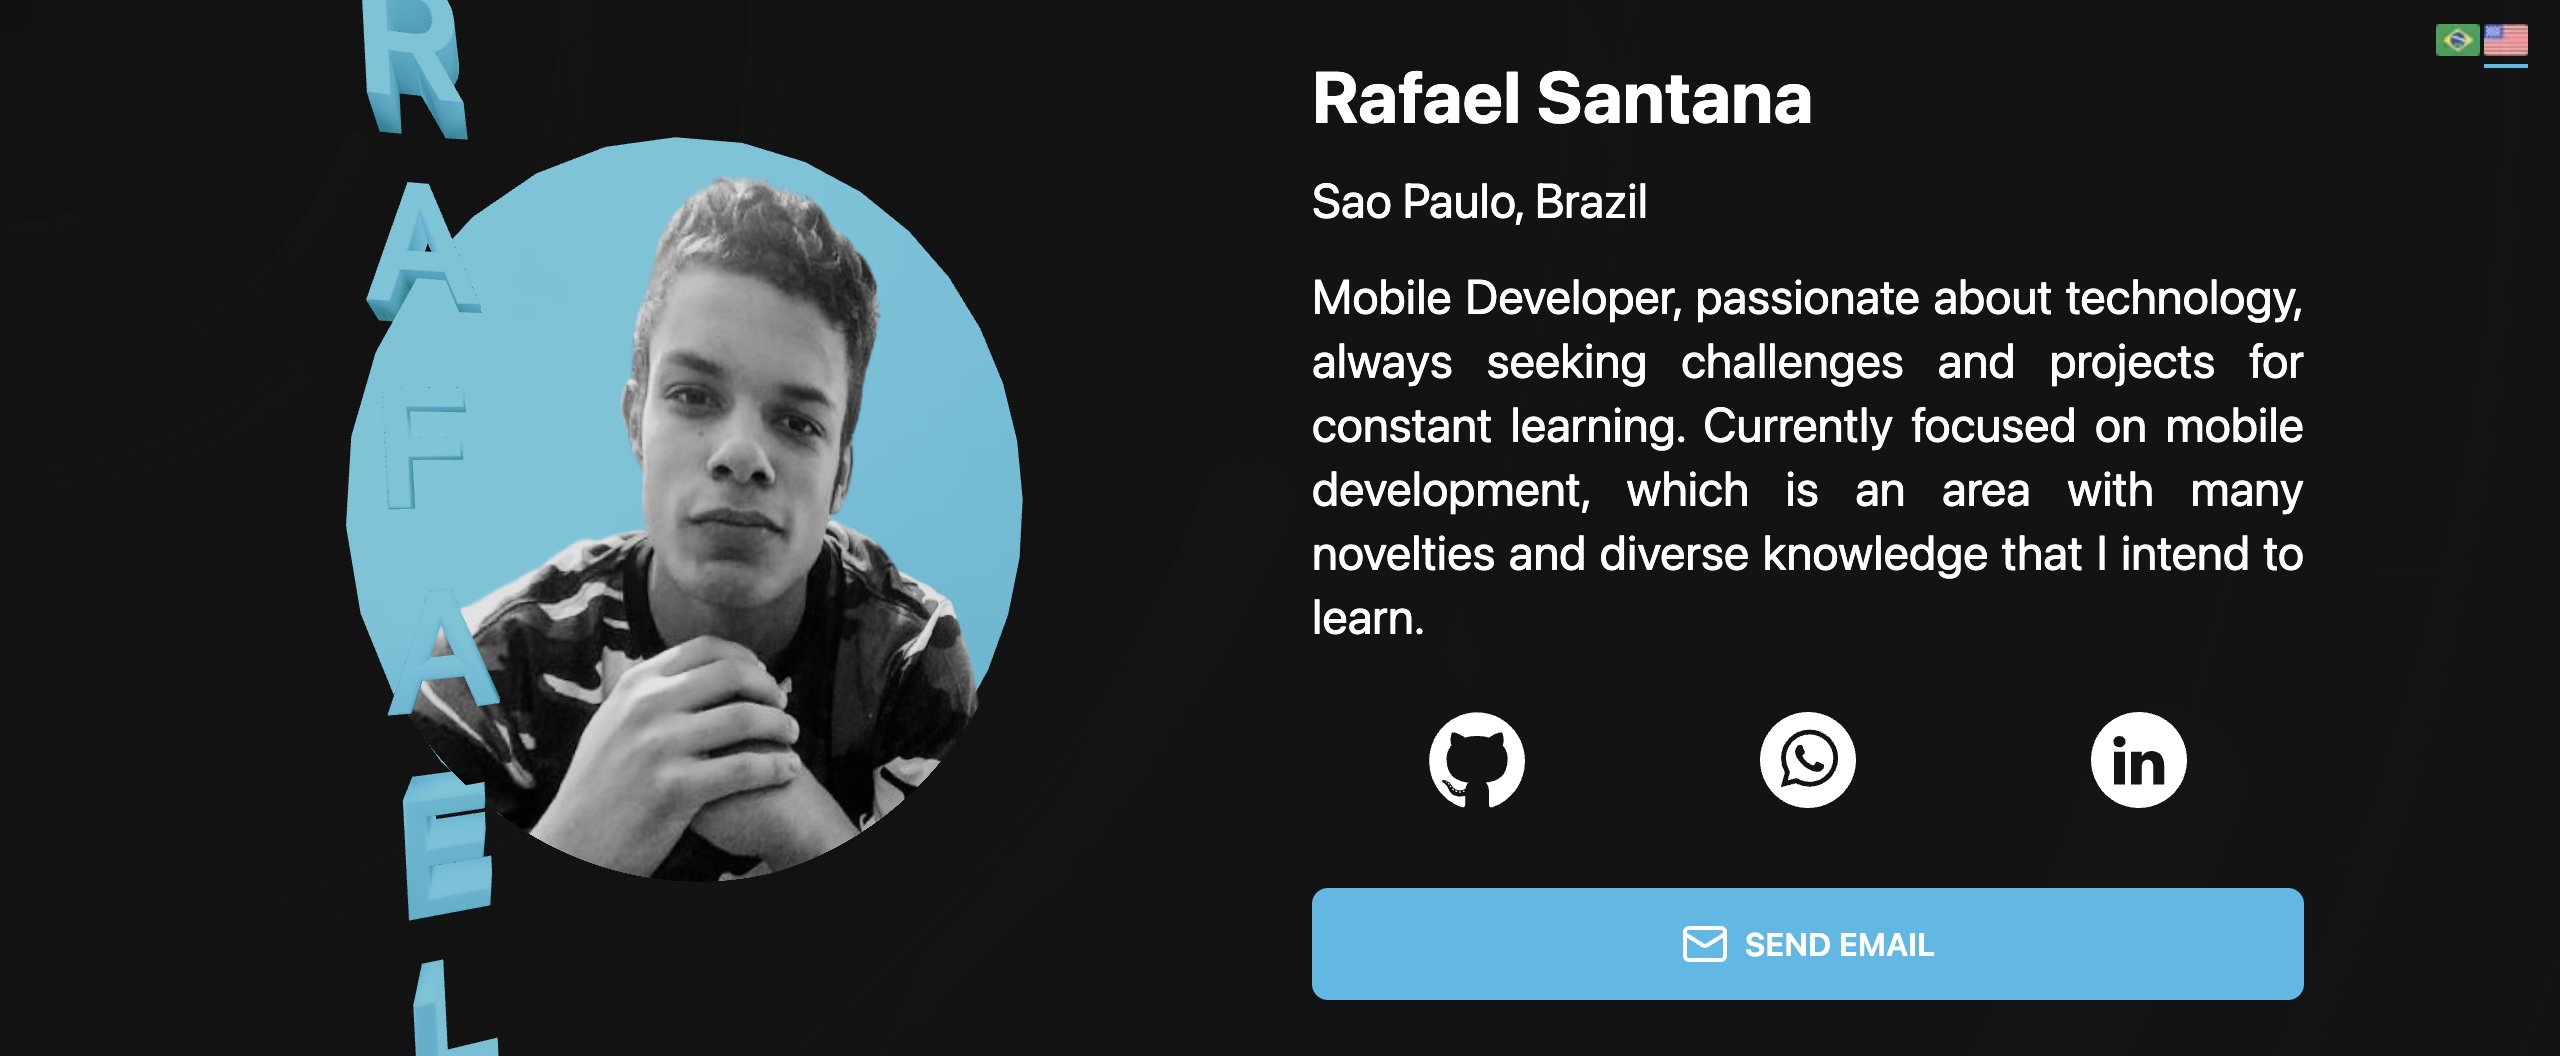 R
A
F
A
E
L
Rafael Santana
Sao Paulo, Brazil
Mobile Developer, passionate about technology,
always seeking challenges and projects for
constant learning. Currently focused on mobile
development, which is an area with many
novelties and diverse knowledge that I intend to
learn.
in
SEND EMAIL